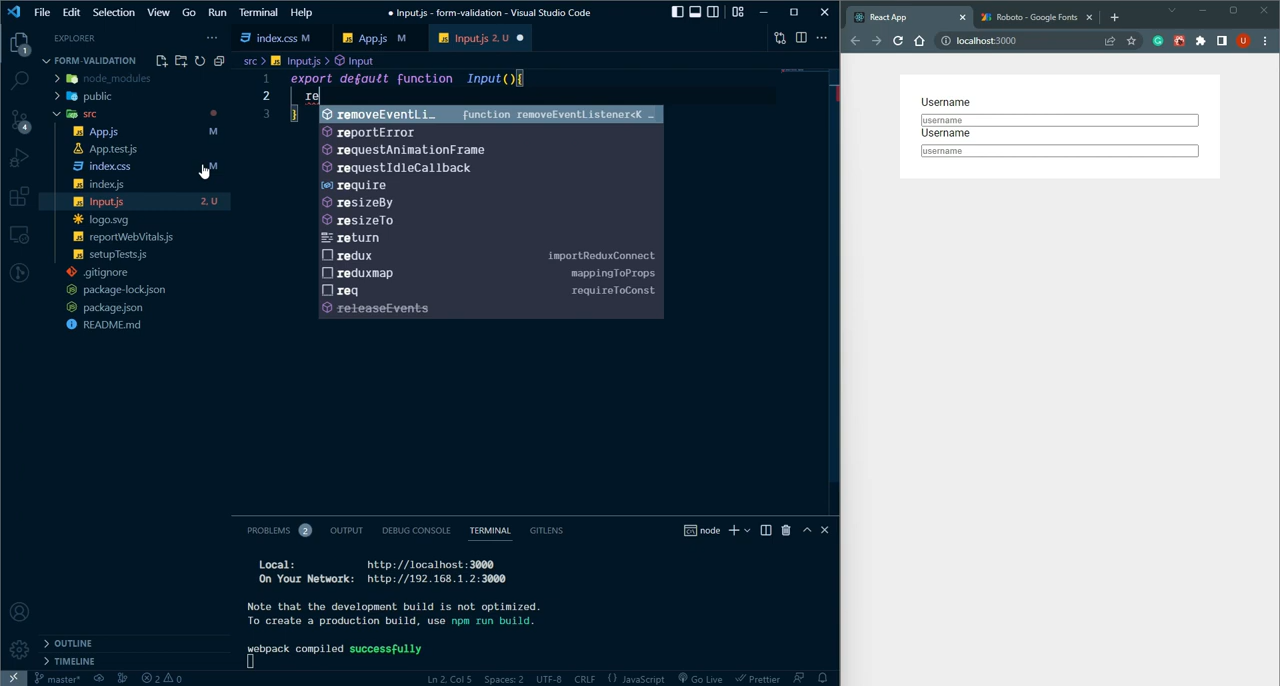 File Edit Selection View Go Run Terminal Help
● Input.js - form-validation - Visual Studio Code
EXPLORER
FORM-VALIDATION
node_modules
public
src
App.js M
App.test.js
index.css M
index.js
Input.js 2, U
logo.svg
reportWebVitals.js
setupTests.js
.gitignore
package-lock.json
package.json
README.md
OUTLINE
TIMELINE
1
4
index.css M App.js M Input.js 2, U ●
src > Input.js > Input
1 export default function Input(){
2 re
3 }
removeEventLi… function removeEventListener<K …
reportError
requestAnimationFrame
requestIdleCallback
require
resizeBy
resizeTo
return
redux importReduxConnect
reduxmap mappingToProps
req requireToConst
releaseEvents
PROBLEMS 2 OUTPUT DEBUG CONSOLE TERMINAL GITLENS
node
Local: http://localhost:3000
On Your Network: http://192.168.1.2:3000
Note that the development build is not optimized.
To create a production build, use npm run build.
webpack compiled successfully
master* 2 0 Ln 2, Col 5 Spaces: 2 UTF-8 CRLF JavaScript Go Live Prettier
React App Roboto - Google Fonts
localhost:3000
U
Username
username
Username
username